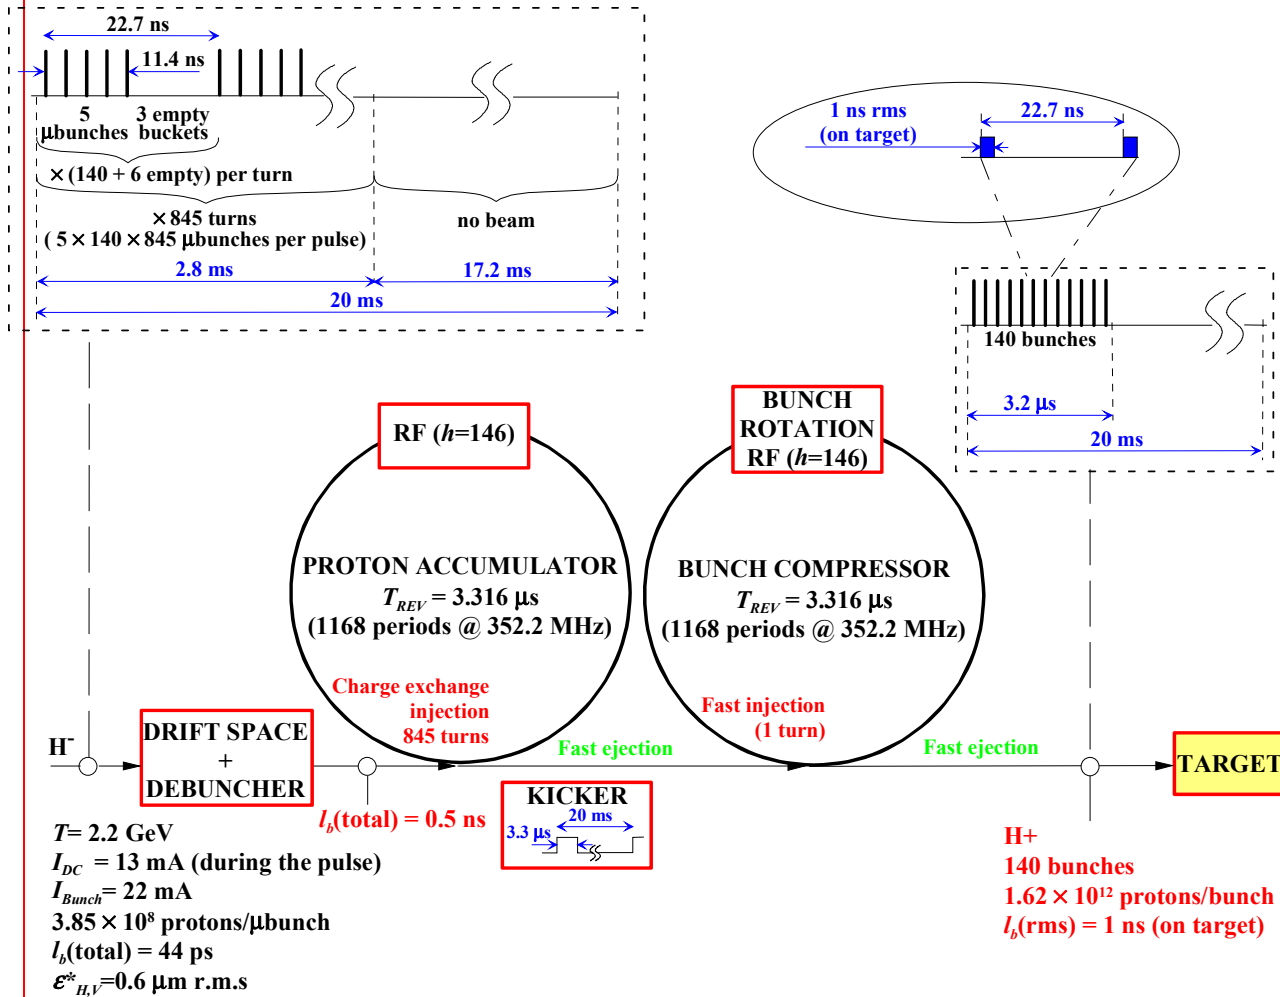 22.7 ns
11.4 ns
5
μbunches
3 empty
buckets
× (140 + 6 empty) per turn
× 845 turns
( 5 × 140 × 845 μbunches per pulse)
no beam
2.8 ms
17.2 ms
20 ms
1 ns rms
(on target)
22.7 ns
140 bunches
3.2 μs
20 ms
RF (h=146)
BUNCH
ROTATION
RF (h=146)
PROTON ACCUMULATOR
T_REV = 3.316 μs
(1168 periods @ 352.2 MHz)
BUNCH COMPRESSOR
T_REV = 3.316 μs
(1168 periods @ 352.2 MHz)
Charge exchange
injection
845 turns
Fast injection
(1 turn)
H⁻
DRIFT SPACE
+
DEBUNCHER
Fast ejection
Fast ejection
TARGET
l_b(total) = 0.5 ns
KICKER
20 ms
3.3 μs
T= 2.2 GeV
I_DC = 13 mA (during the pulse)
I_Bunch= 22 mA
3.85 × 10⁸ protons/μbunch
l_b(total) = 44 ps
ε*_H,V=0.6 μm r.m.s
H+
140 bunches
1.62 × 10¹² protons/bunch
l_b(rms) = 1 ns (on target)